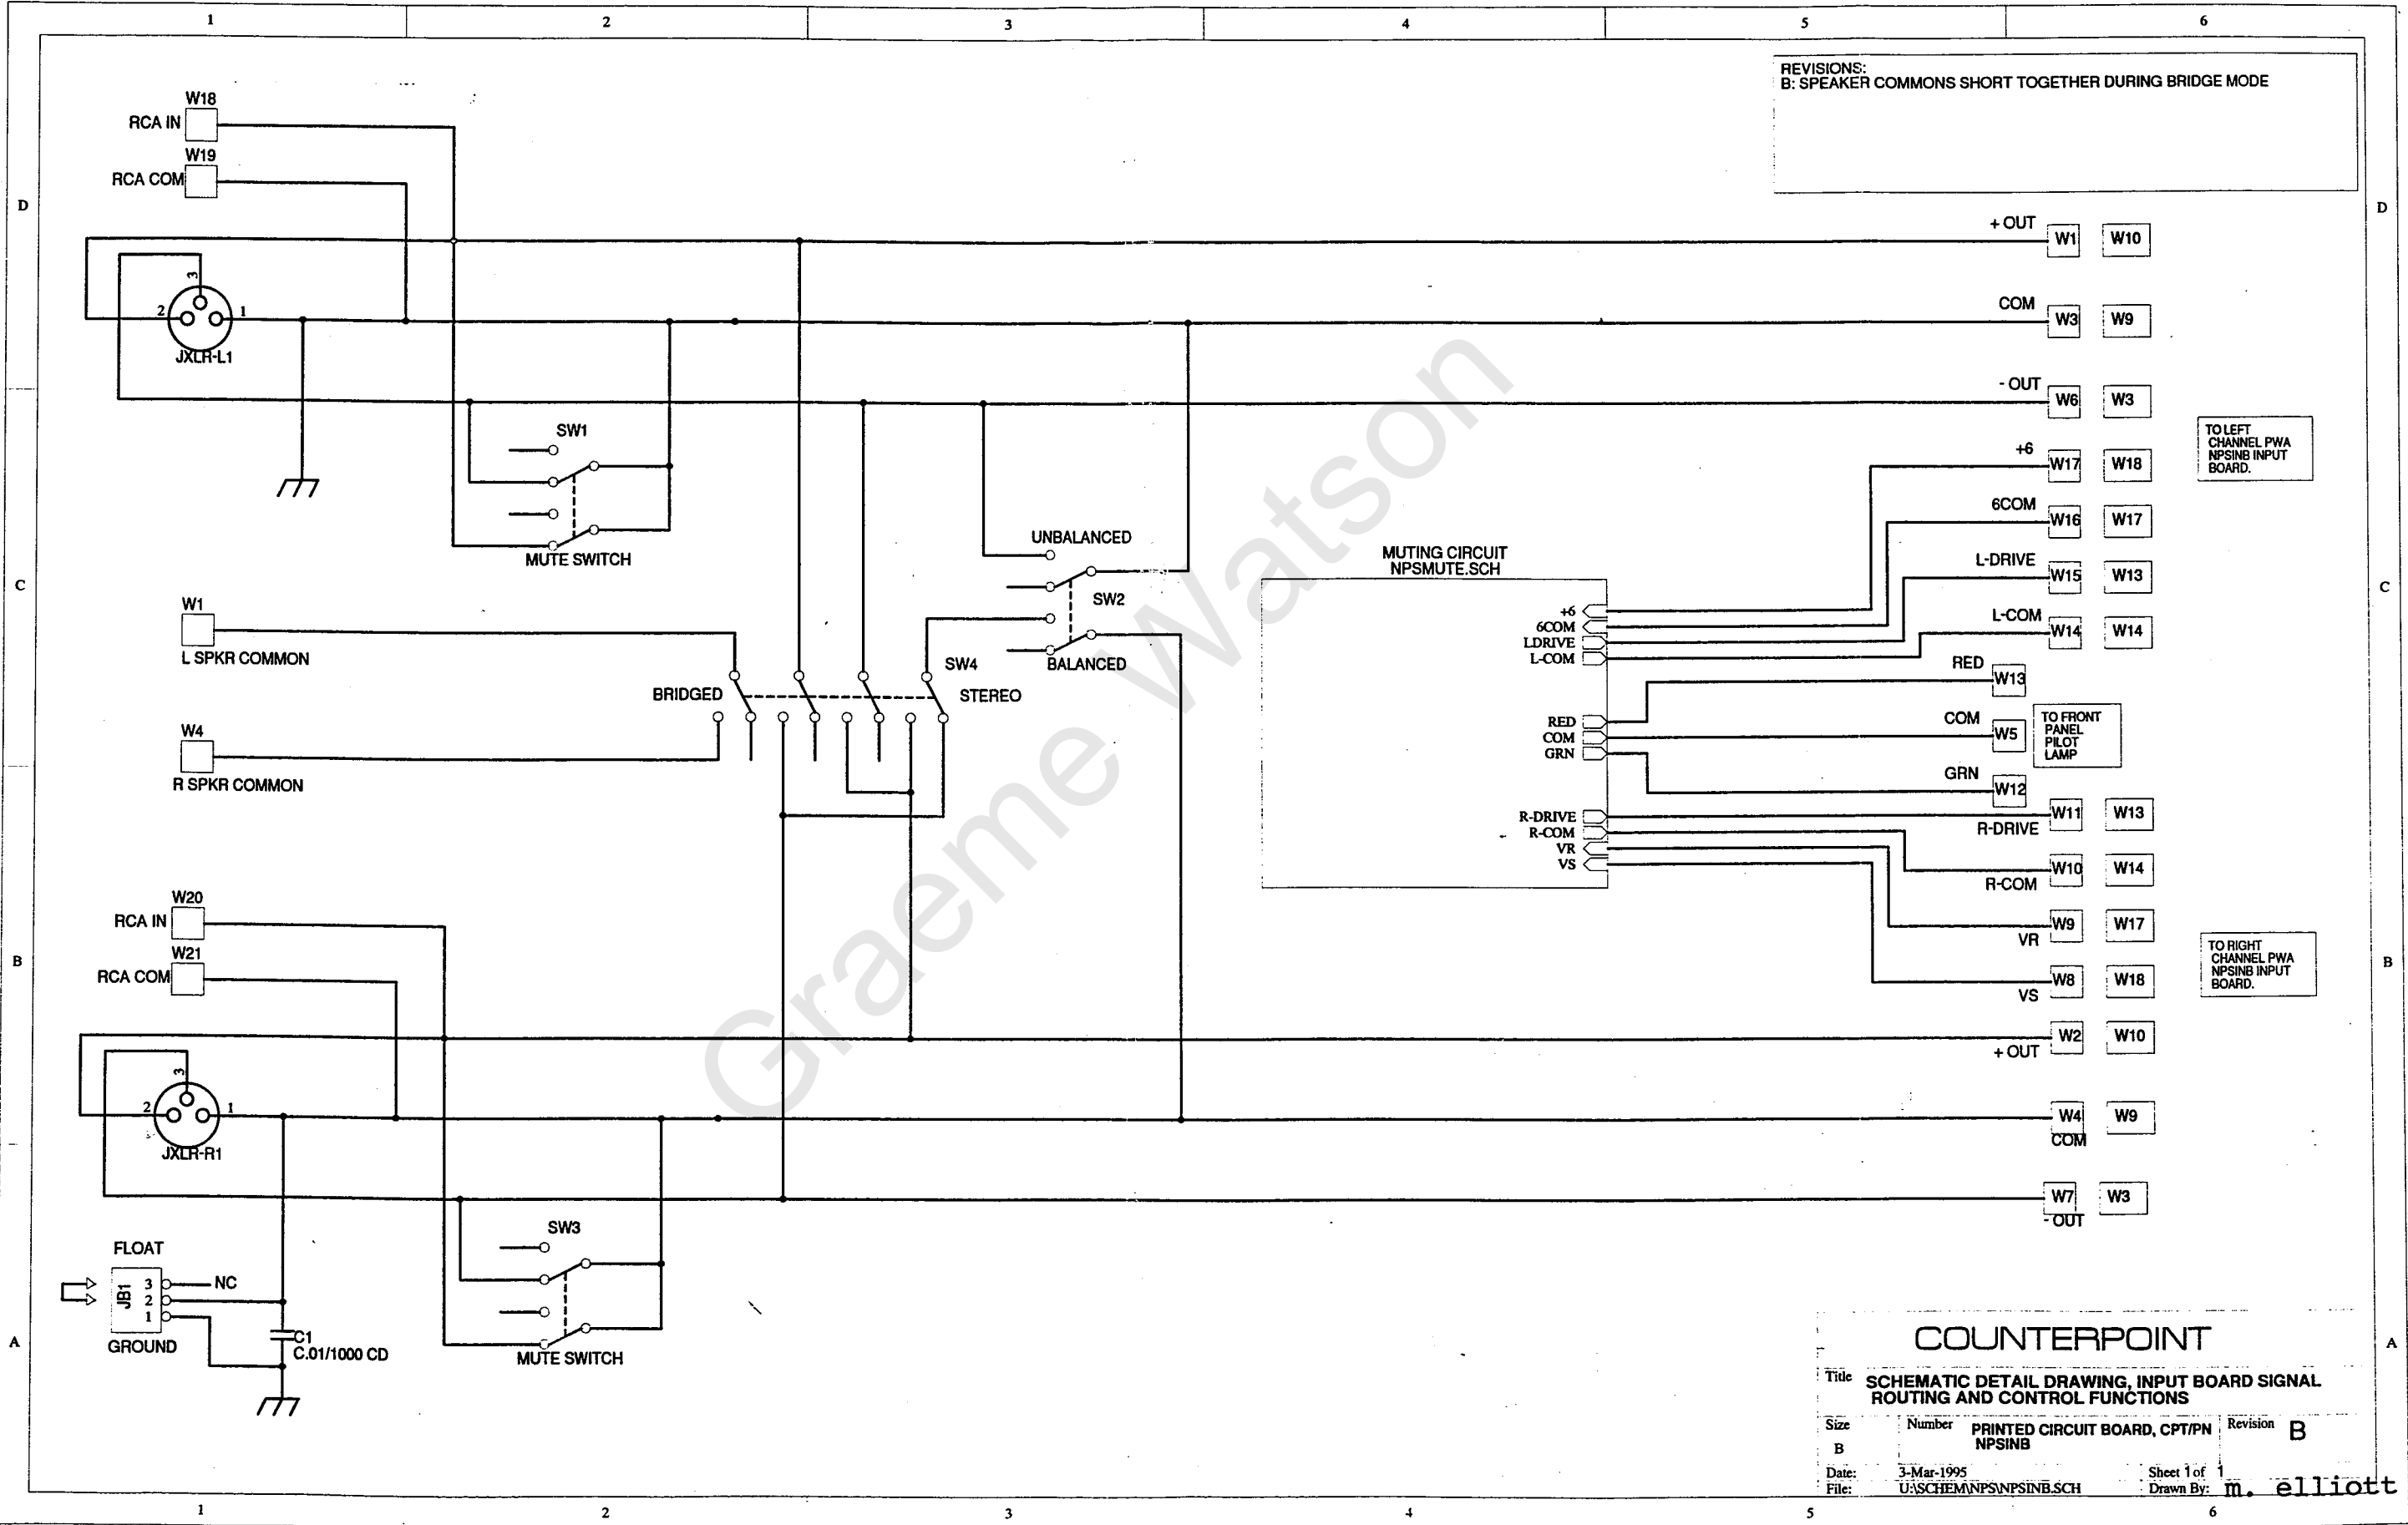 1 2 3 4 5 6
REVISIONS:
B: SPEAKER COMMONS SHORT TOGETHER DURING BRIDGE MODE
W18
RCA IN
W19
RCA COM
D D
+ OUT W1 W10
3
2 1
JXLR-L1
COM W3 W9
- OUT W6 W3
TO LEFT
CHANNEL PWA
NPSINB INPUT
BOARD.
SW1
MUTE SWITCH
+6 W17 W18
6COM W16 W17
L-DRIVE W15 W13
L-COM W14 W14
UNBALANCED
SW2
BALANCED
C C
W1
L SPKR COMMON
W4
R SPKR COMMON
SW4
BRIDGED STEREO
MUTING CIRCUIT
NPSMUTE.SCH
+6
6COM
LDRIVE
L-COM
RED
COM
GRN
R-DRIVE
R-COM
VR
VS
RED W13
COM W5
TO FRONT
PANEL
PILOT
LAMP
GRN W12
W11 W13
R-DRIVE
W10 W14
R-COM
W9 W17
VR
W8 W18
VS
TO RIGHT
CHANNEL PWA
NPSINB INPUT
BOARD.
W20
RCA IN
W21
RCA COM
B B
W2 W10
+ OUT
3
2 1
JXLR-R1
W4 W9
COM
W7 W3
- OUT
SW3
MUTE SWITCH
FLOAT
JB1
3 NC
2
1
GROUND
C1
C.01/1000 CD
A A
Graeme Watson
COUNTERPOINT
Title SCHEMATIC DETAIL DRAWING, INPUT BOARD SIGNAL
ROUTING AND CONTROL FUNCTIONS
Size Number PRINTED CIRCUIT BOARD, CPT/PN Revision B
B NPSINB
Date: 3-Mar-1995 Sheet 1 of 1
File: U:\SCHEM\NPS\NPSINB.SCH Drawn By: m. elliott
1 2 3 4 5 6